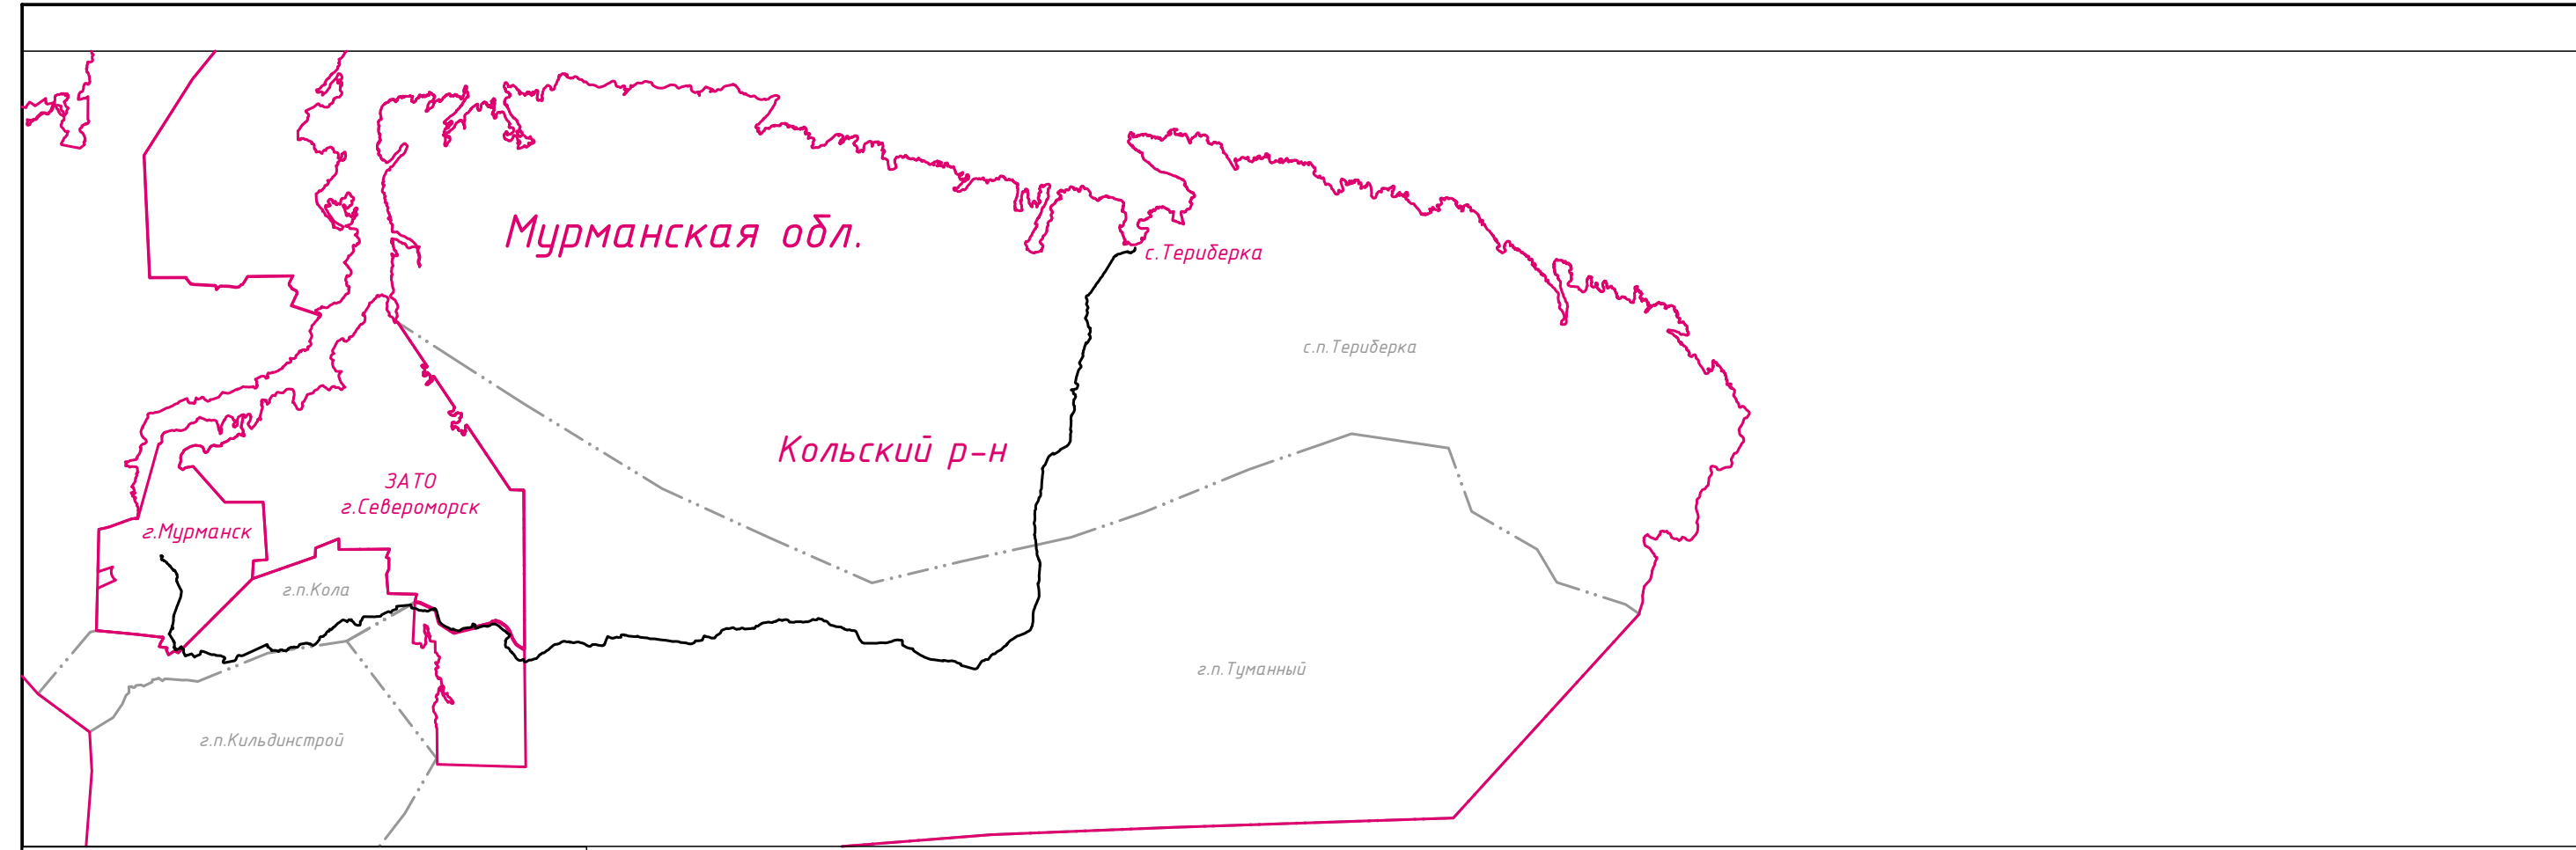 Мурманская обл.
с.Териберка
с.п.Териберка
Кольский р-н
ЗАТО
г.Североморск
г.Мурманск
г.п.Кола
г.п.Туманный
г.п.Кильдинстрой